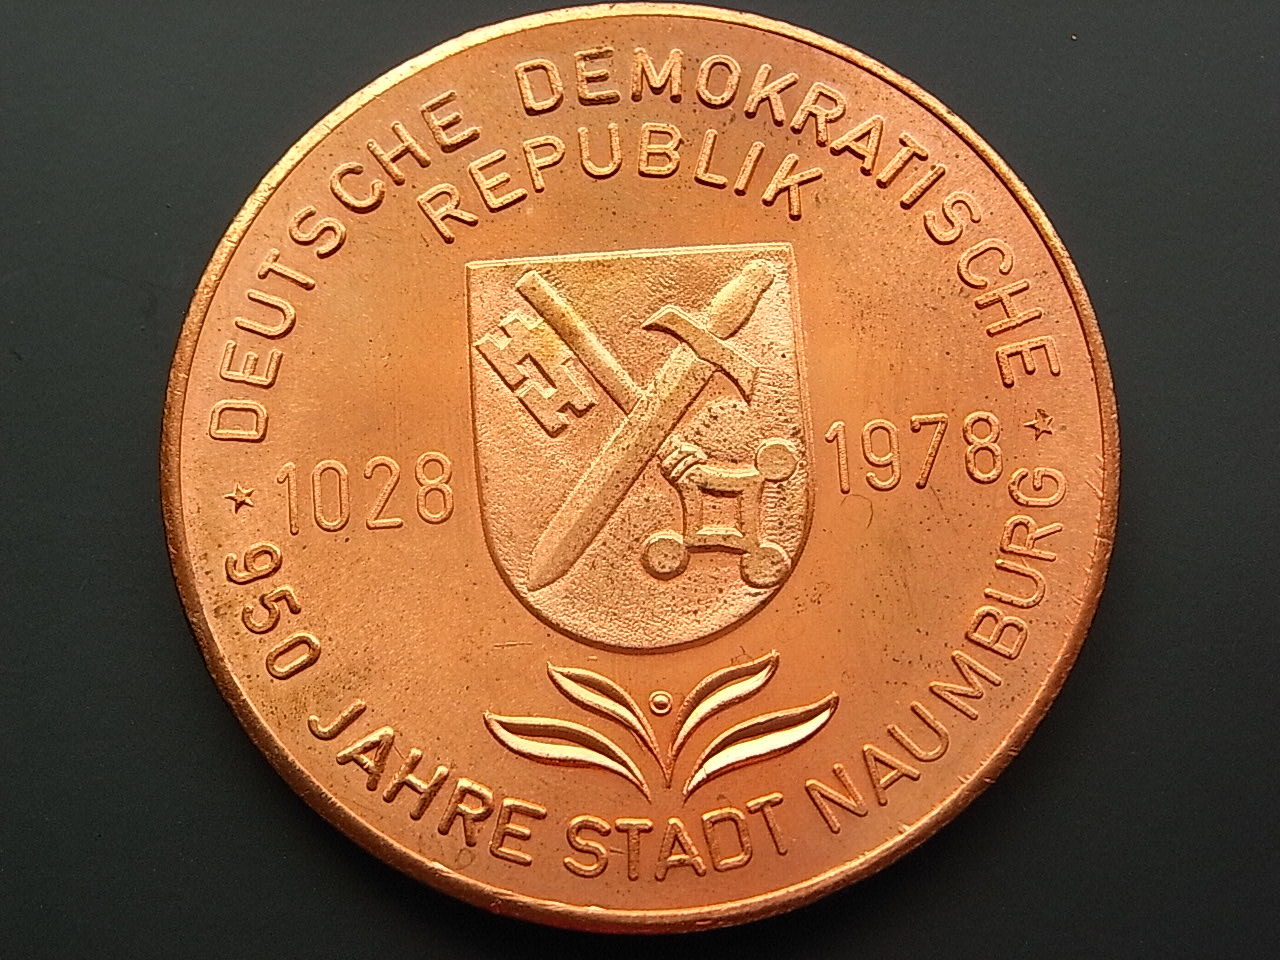 DEUTSCHE DEMOKRATISCHE
REPUBLIK
1028
1978
950 JAHRE STADT NAUMBURG